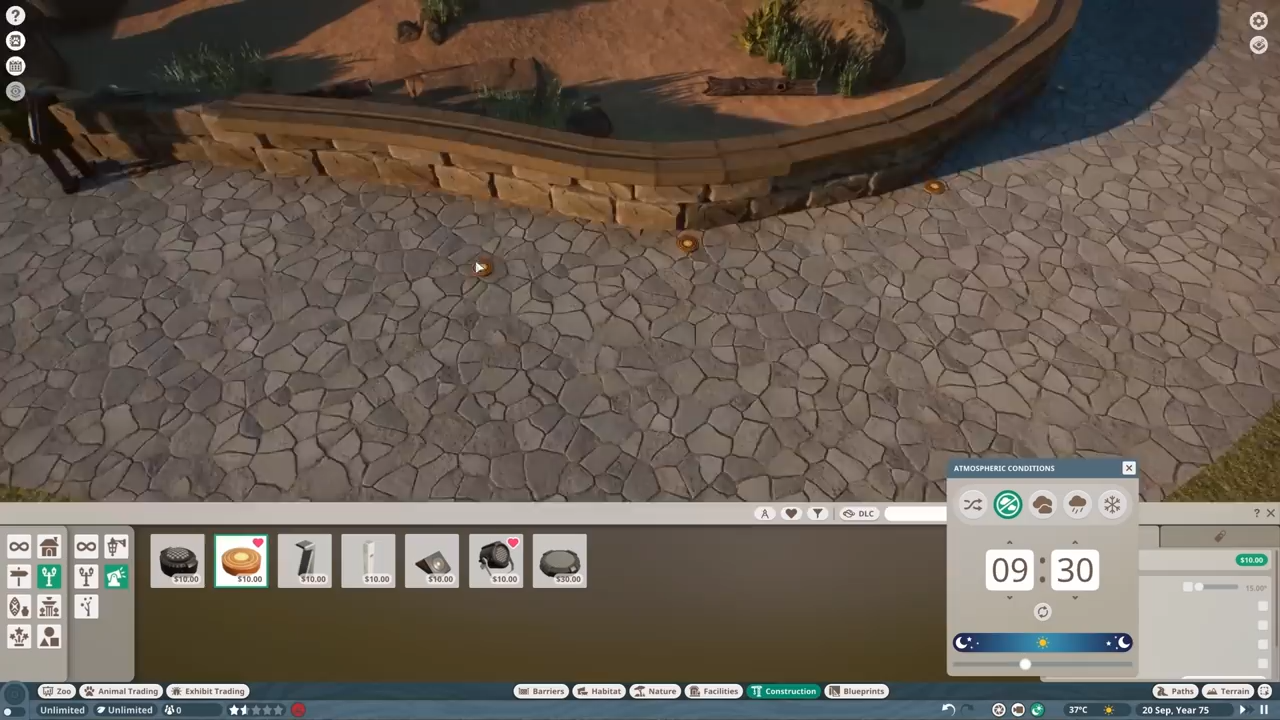 ?
DLC
? ×
$10.00
$10.00
$10.00
$10.00
$10.00
$10.00
$30.00
ATMOSPHERIC CONDITIONS
09 : 30
$10.00
15.00°
Zoo Animal Trading Exhibit Trading Barriers Habitat Nature Facilities Construction Blueprints Paths Terrain
Unlimited Unlimited 0 37°C 20 Sep, Year 75